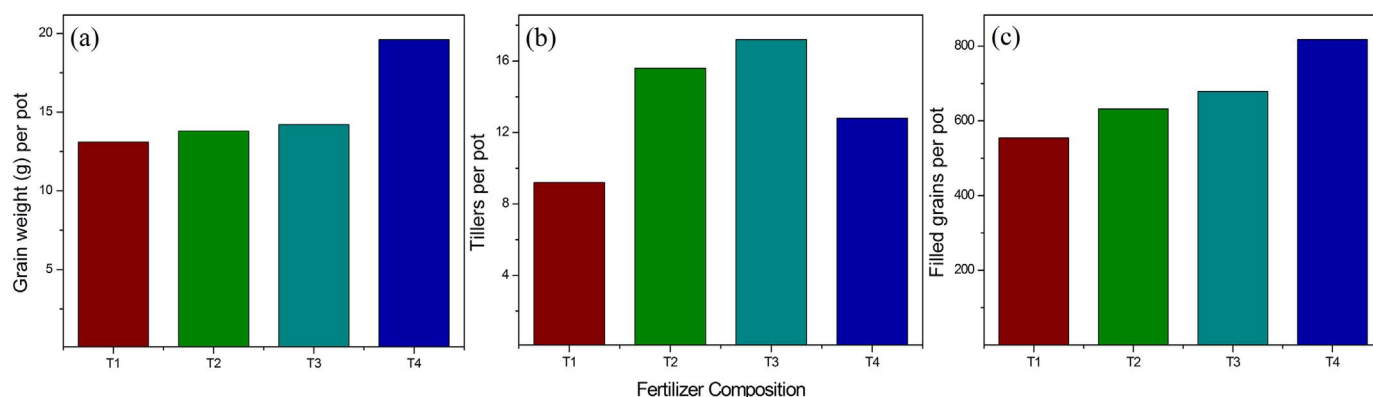 (a)
Grain weight (g) per pot
20
15
10
5
T1 T2 T3 T4
(b)
Tillers per pot
16
12
8
4
T1 T2 T3 T4
(c)
Filled grains per pot
800
600
400
200
T1 T2 T3 T4
Fertilizer Composition